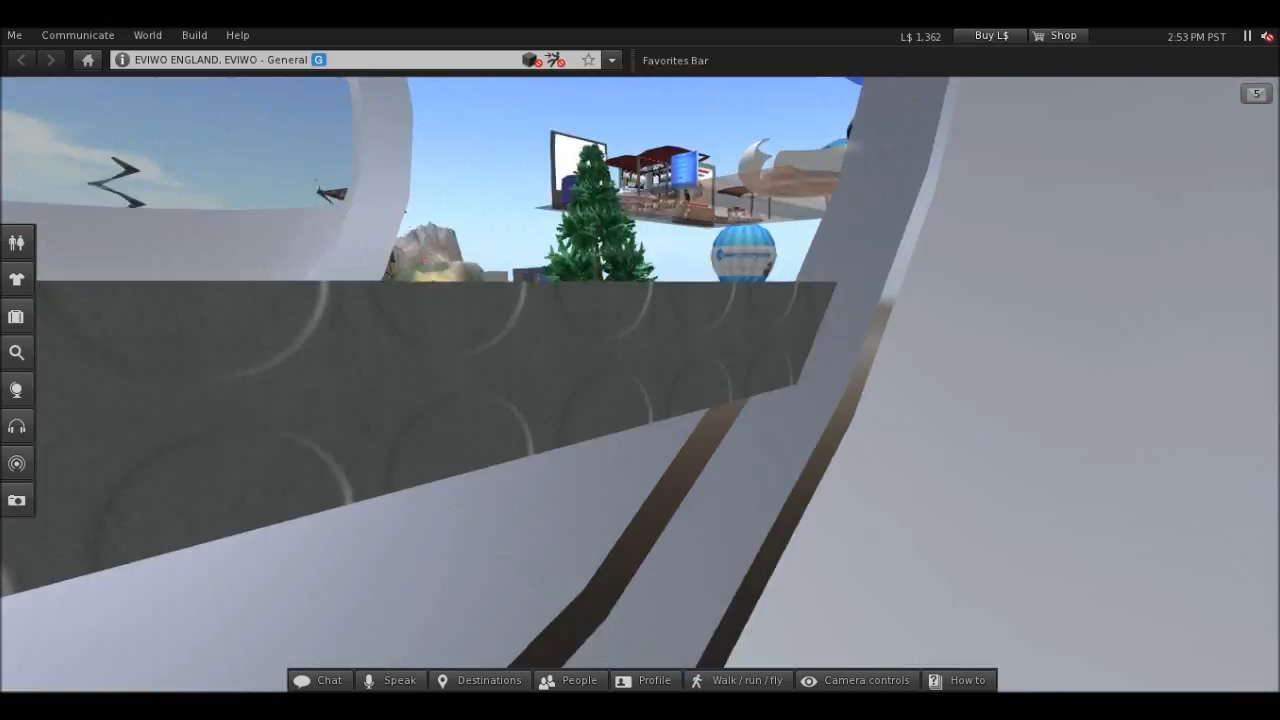 Me Communicate World Build Help L$ 1,362 Buy L$ Shop 2:53 PM PST
EVIWO ENGLAND, EVIWO - General G Favorites Bar
5
Chat Speak Destinations People Profile Walk / run / fly Camera controls How to